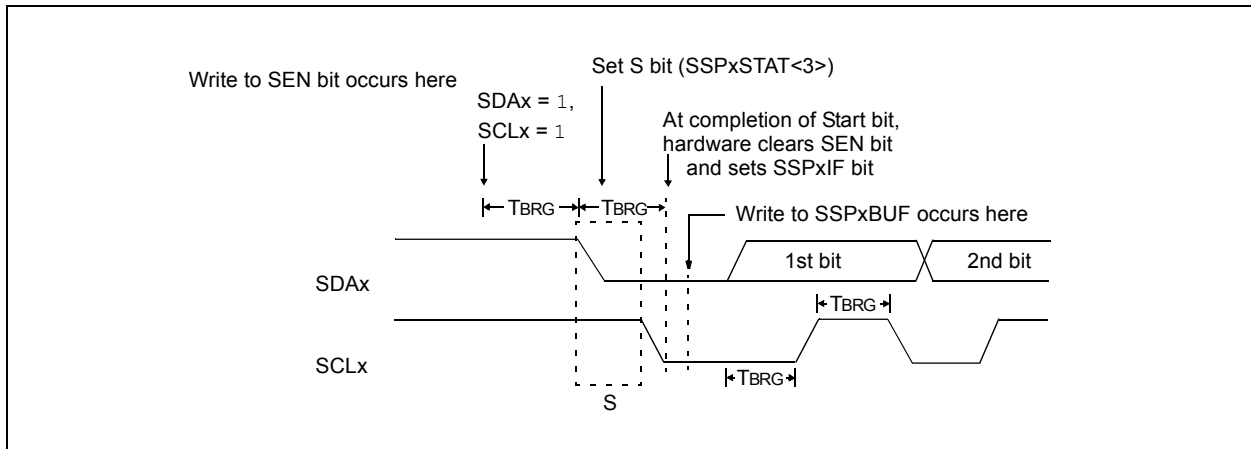 Write to SEN bit occurs here
Set S bit (SSPxSTAT<3>)
SDAx = 1,
SCLx = 1
At completion of Start bit,
hardware clears SEN bit
and sets SSPxIF bit
TBRG
TBRG
Write to SSPxBUF occurs here
SDAx
1st bit
2nd bit
TBRG
SCLx
TBRG
S